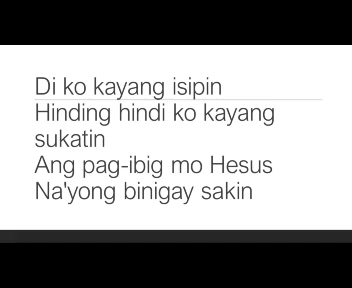 Di ko kayang isipin
Hinding hindi ko kayang
sukatin
Ang pag-ibig mo Hesus
Na'yong binigay sakin